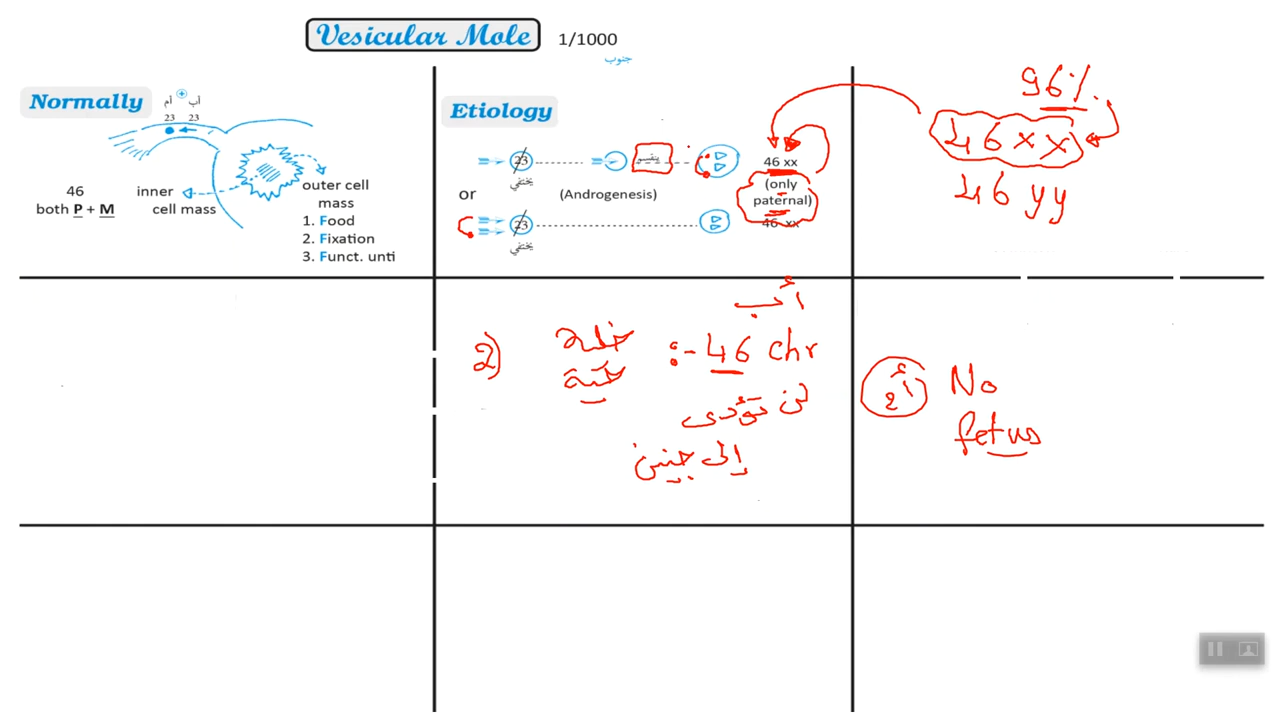 Vesicular Mole 1/1000
جنوب
Normally
أم + أب
23 23
46
both P + M
inner
cell mass
outer cell
mass
1. Food
2. Fixation
3. Funct. unti
Etiology
23
يختفي
ينقسم
46 xx
or
(Androgenesis)
(only
paternal)
23
يختفي
46 xx
96%
46 xx
46 yy
أب
2) خلية :- 46 chr
حية
لن تؤدى
إلى جنين
No
fetus